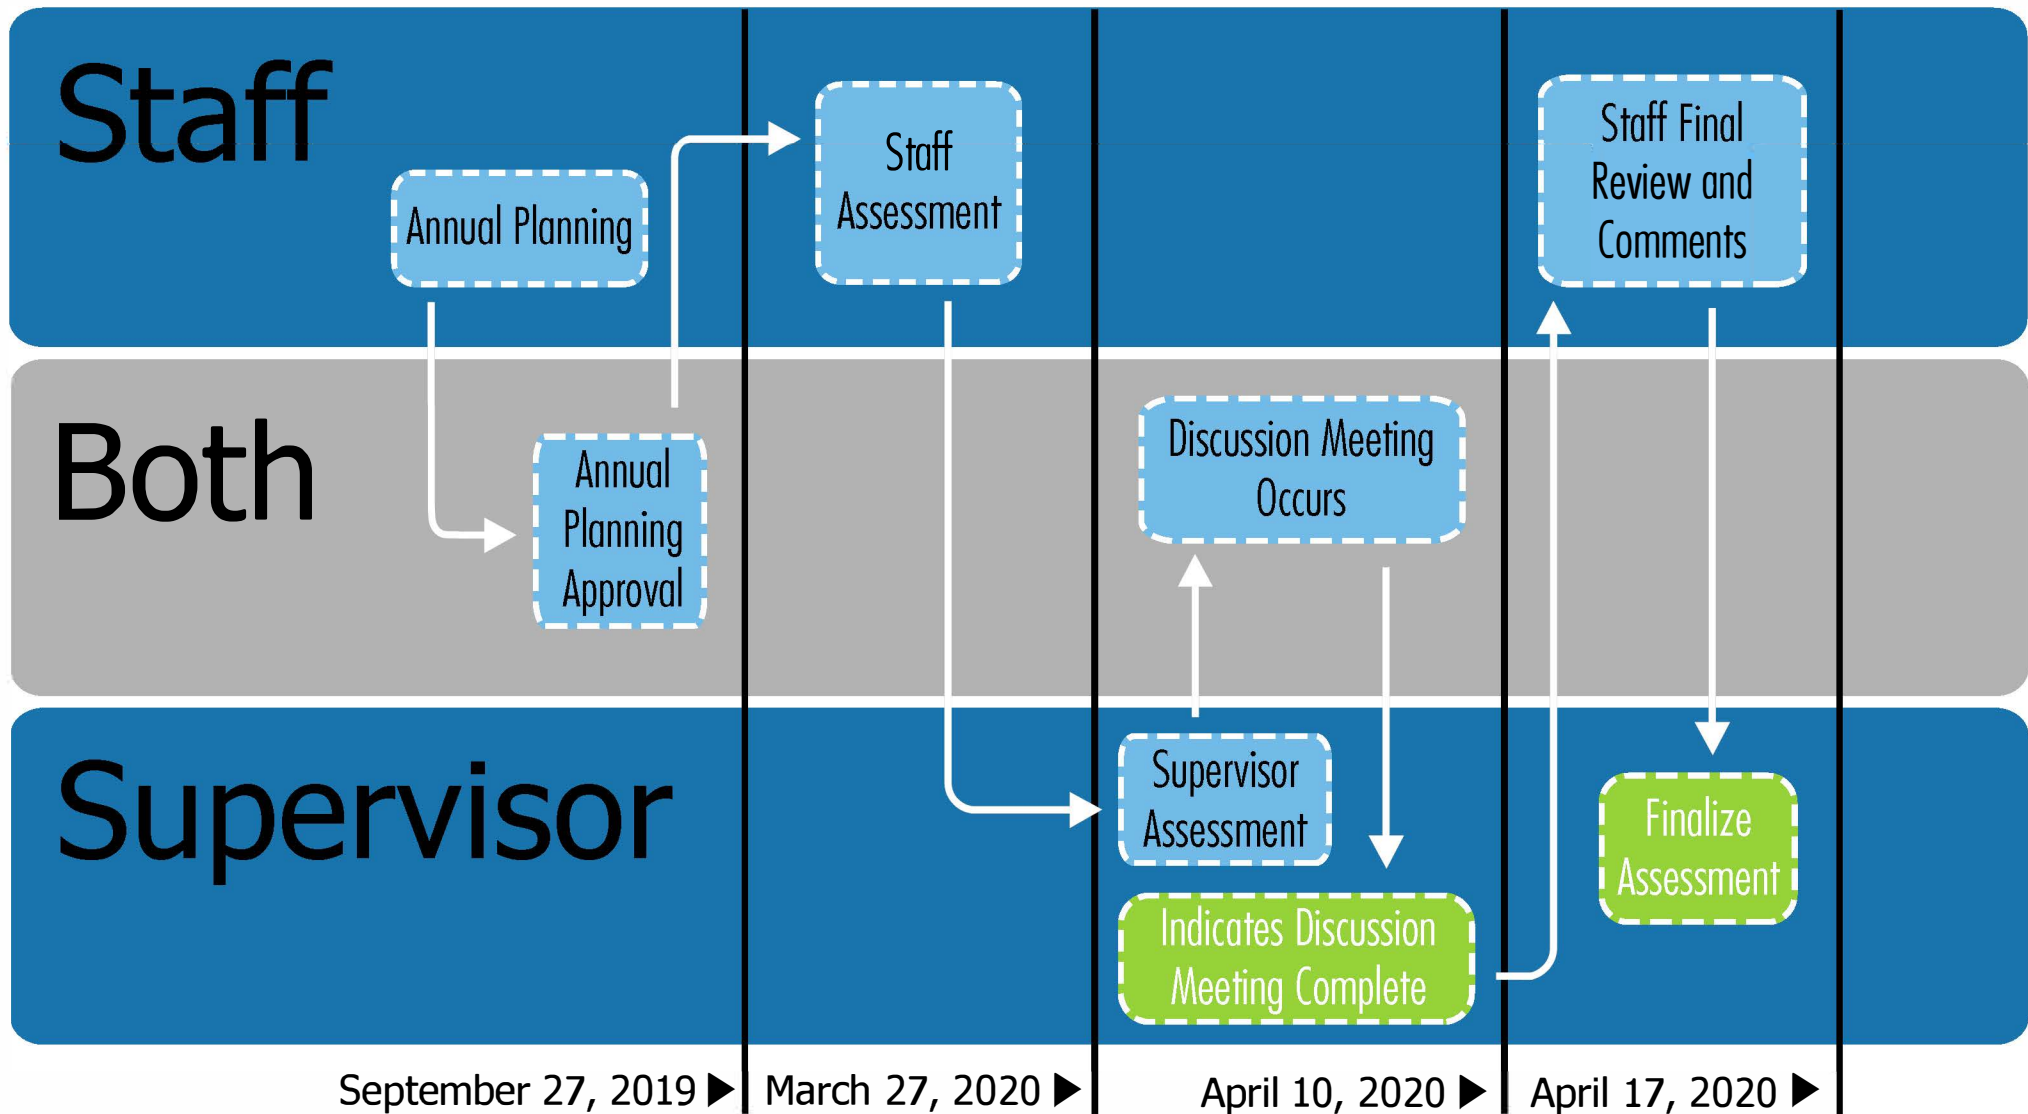 Staff
Annual Planning
Staff
Assessment
Staff Final
Review and
Comments
Both
Annual
Planning
Approval
Discussion Meeting
Occurs
Supervisor
Supervisor
Assessment
Indicates Discussion
Meeting Complete
Finalize
Assessment
September 27, 2019
March 27, 2020
April 10, 2020
April 17, 2020